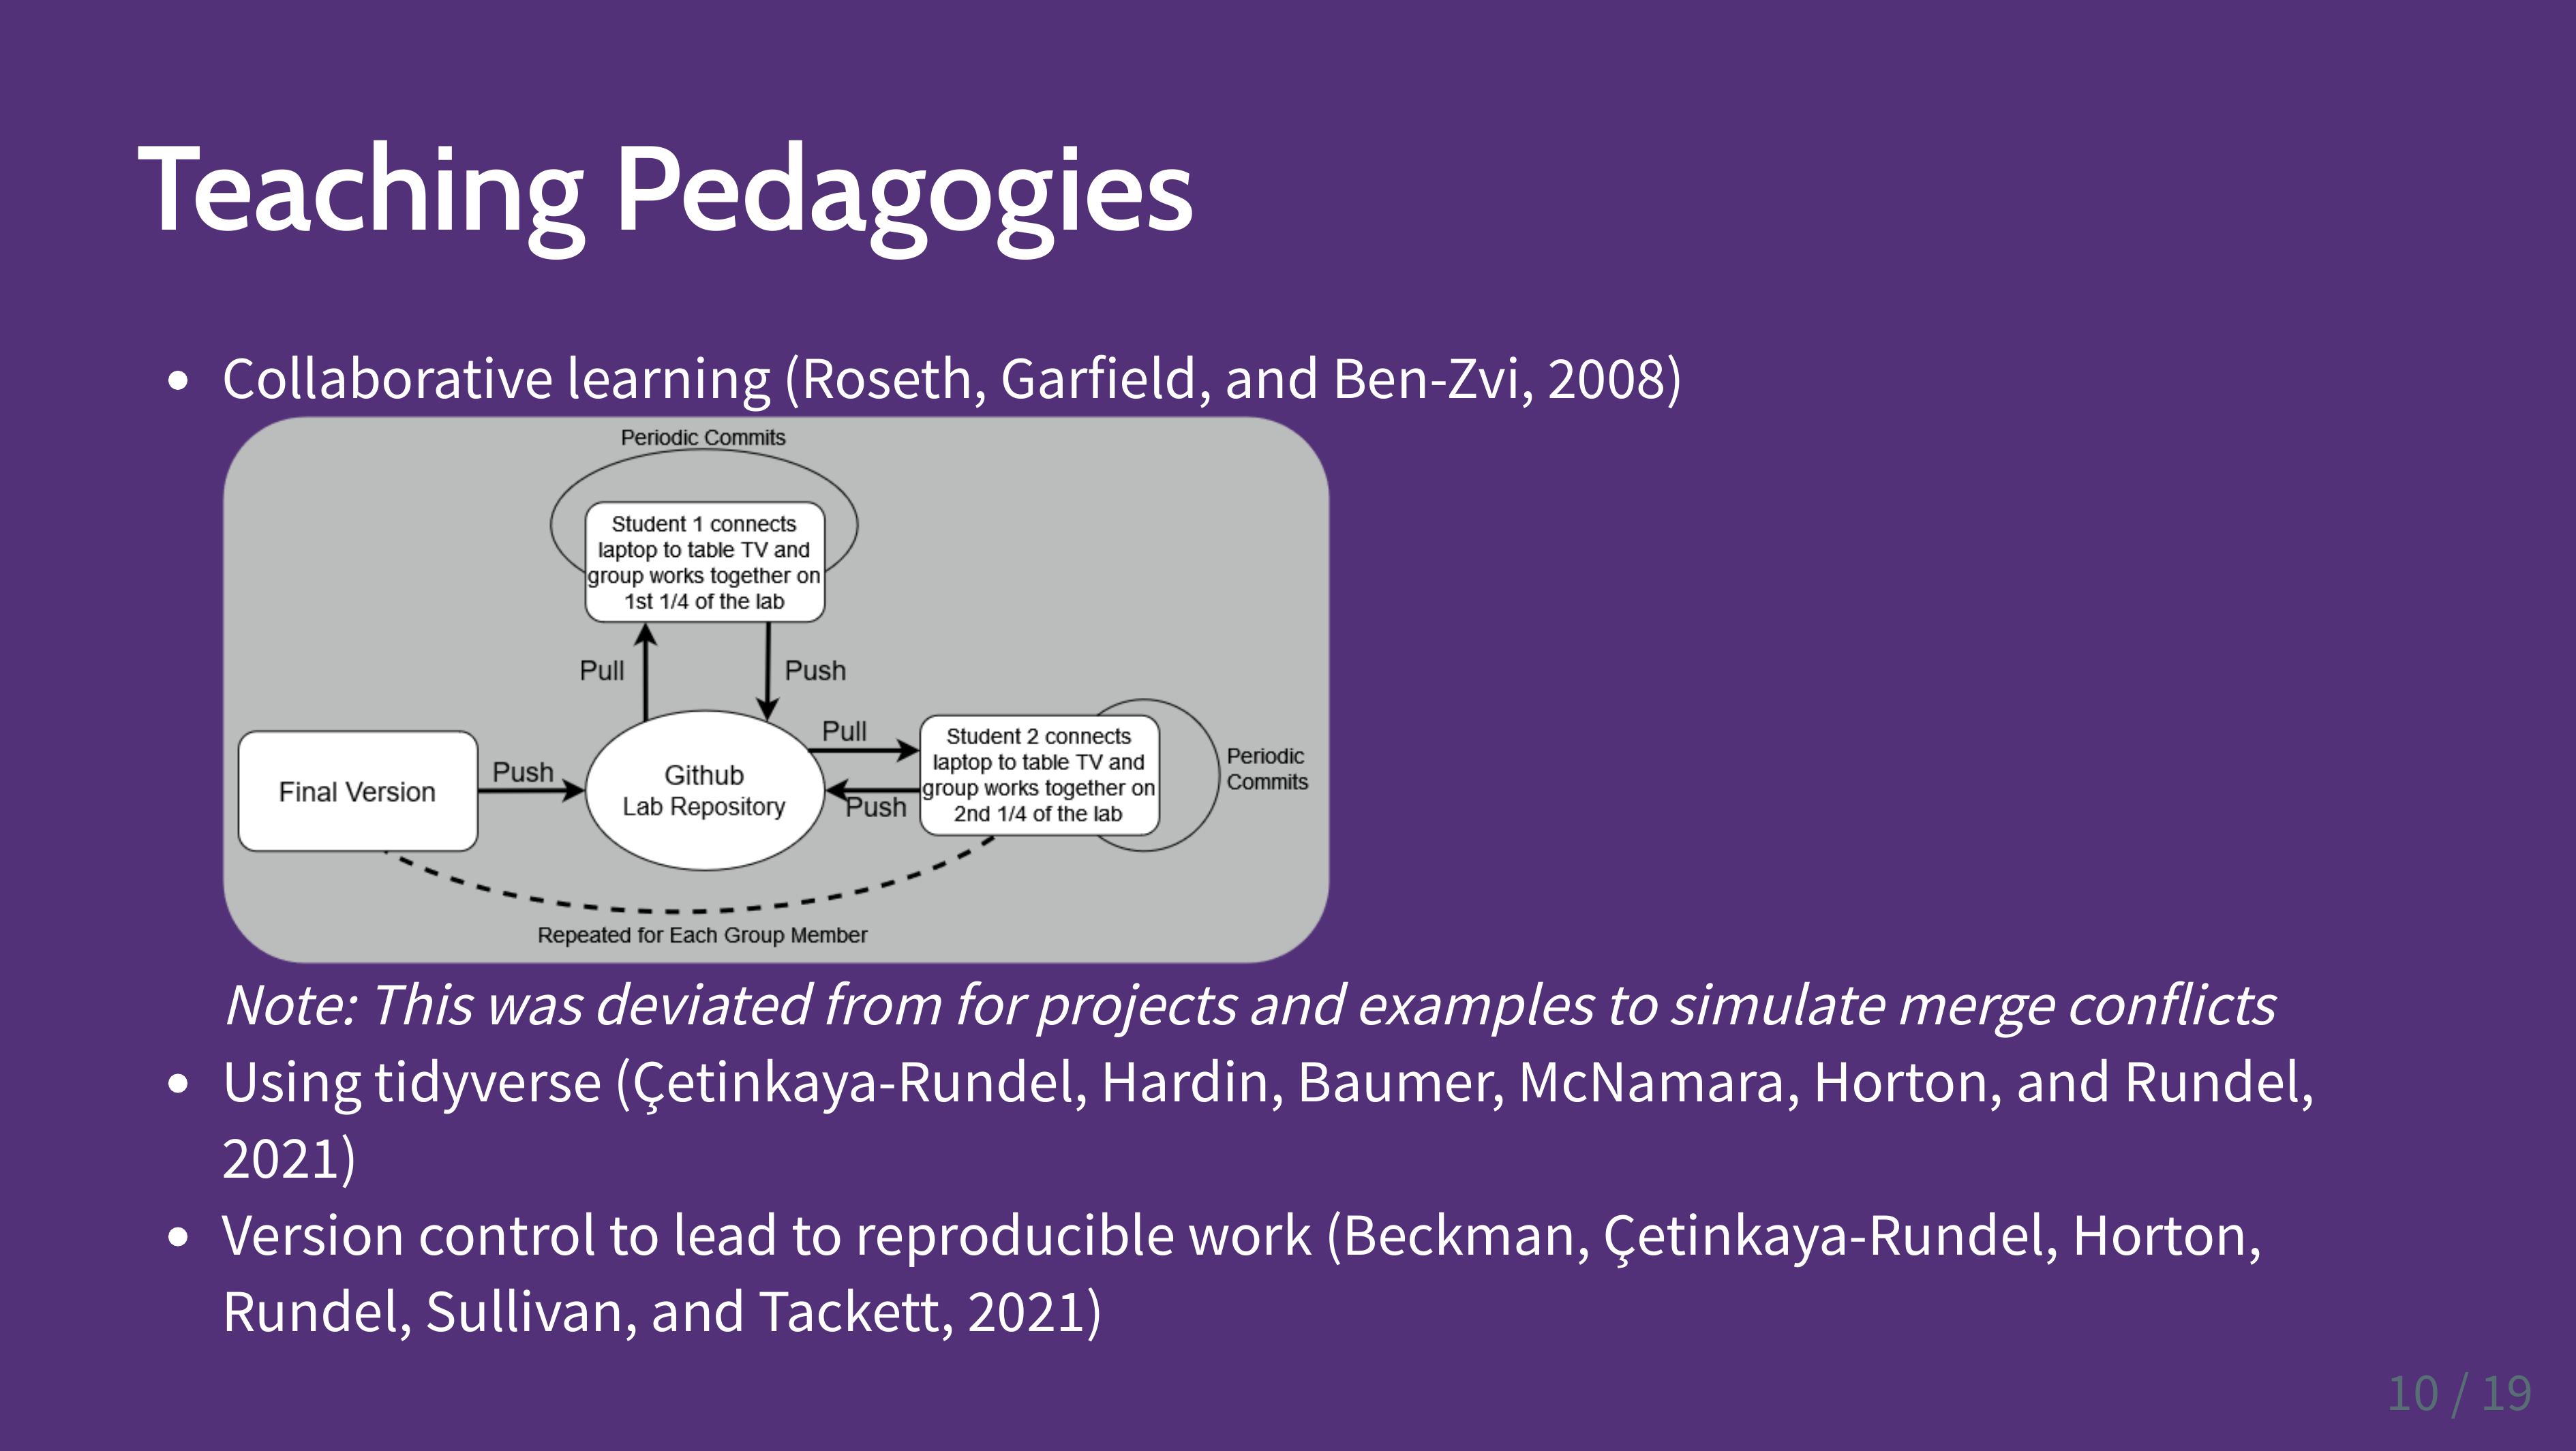 Teaching Pedagogies
• Collaborative learning (Roseth, Garfield, and Ben-Zvi, 2008)
Periodic Commits
Student 1 connects
laptop to table TV and
group works together on
1st 1/4 of the lab
Pull
Push
Final Version
Push
Github
Lab Repository
Pull
Push
Student 2 connects
laptop to table TV and
group works together on
2nd 1/4 of the lab
Periodic
Commits
Repeated for Each Group Member
Note: This was deviated from for projects and examples to simulate merge conflicts
• Using tidyverse (Çetinkaya-Rundel, Hardin, Baumer, McNamara, Horton, and Rundel,
2021)
• Version control to lead to reproducible work (Beckman, Çetinkaya-Rundel, Horton,
Rundel, Sullivan, and Tackett, 2021)
10 / 19